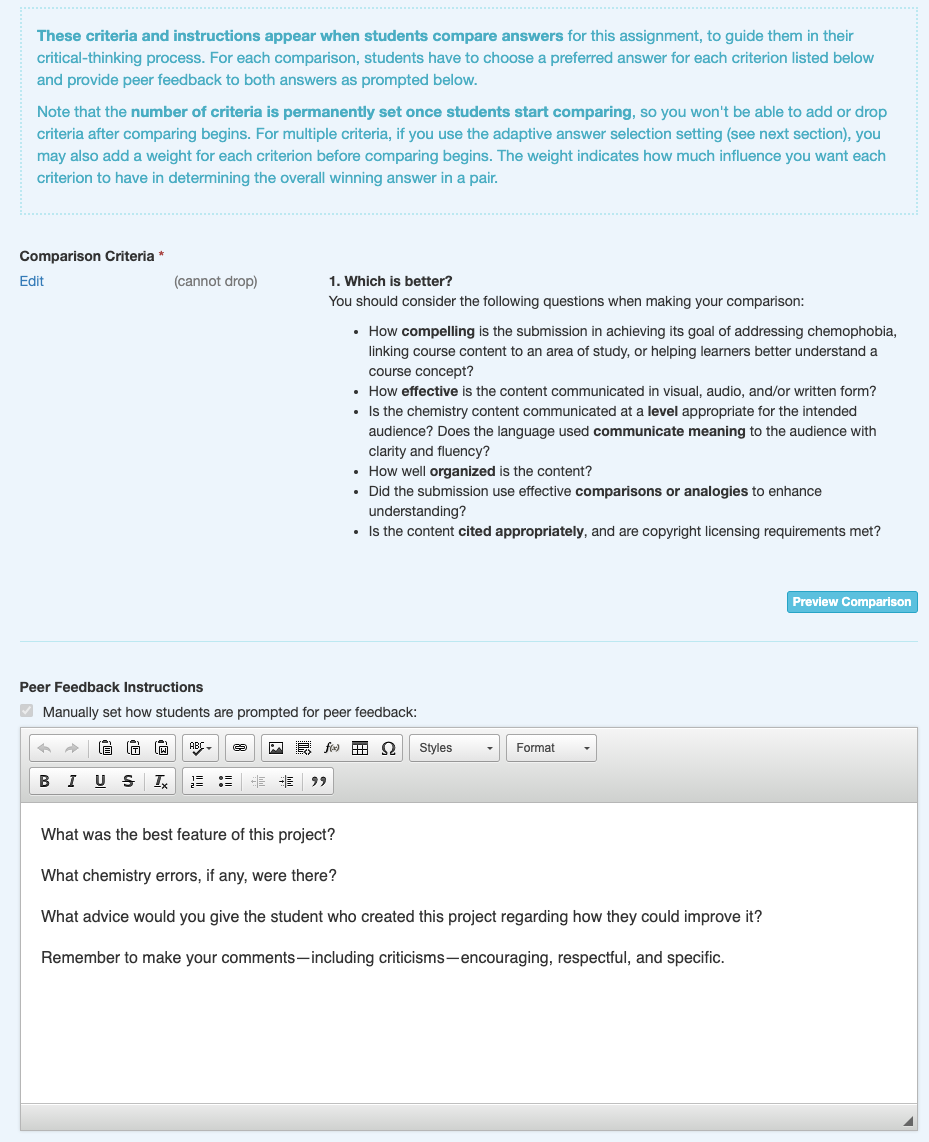 These criteria and instructions appear when students compare answers for this assignment, to guide them in their
critical-thinking process. For each comparison, students have to choose a preferred answer for each criterion listed below
and provide peer feedback to both answers as prompted below.
Note that the number of criteria is permanently set once students start comparing, so you won't be able to add or drop
criteria after comparing begins. For multiple criteria, if you use the adaptive answer selection setting (see next section), you
may also add a weight for each criterion before comparing begins. The weight indicates how much influence you want each
criterion to have in determining the overall winning answer in a pair.
Comparison Criteria *
Edit (cannot drop) 1. Which is better?
You should consider the following questions when making your comparison:
• How compelling is the submission in achieving its goal of addressing chemophobia,
linking course content to an area of study, or helping learners better understand a
course concept?
• How effective is the content communicated in visual, audio, and/or written form?
• Is the chemistry content communicated at a level appropriate for the intended
audience? Does the language used communicate meaning to the audience with
clarity and fluency?
• How well organized is the content?
• Did the submission use effective comparisons or analogies to enhance
understanding?
• Is the content cited appropriately, and are copyright licensing requirements met?
Preview Comparison
Peer Feedback Instructions
Manually set how students are prompted for peer feedback:
ABC f(x) Ω Styles Format
B I U S Tx
What was the best feature of this project?
What chemistry errors, if any, were there?
What advice would you give the student who created this project regarding how they could improve it?
Remember to make your comments—including criticisms—encouraging, respectful, and specific.